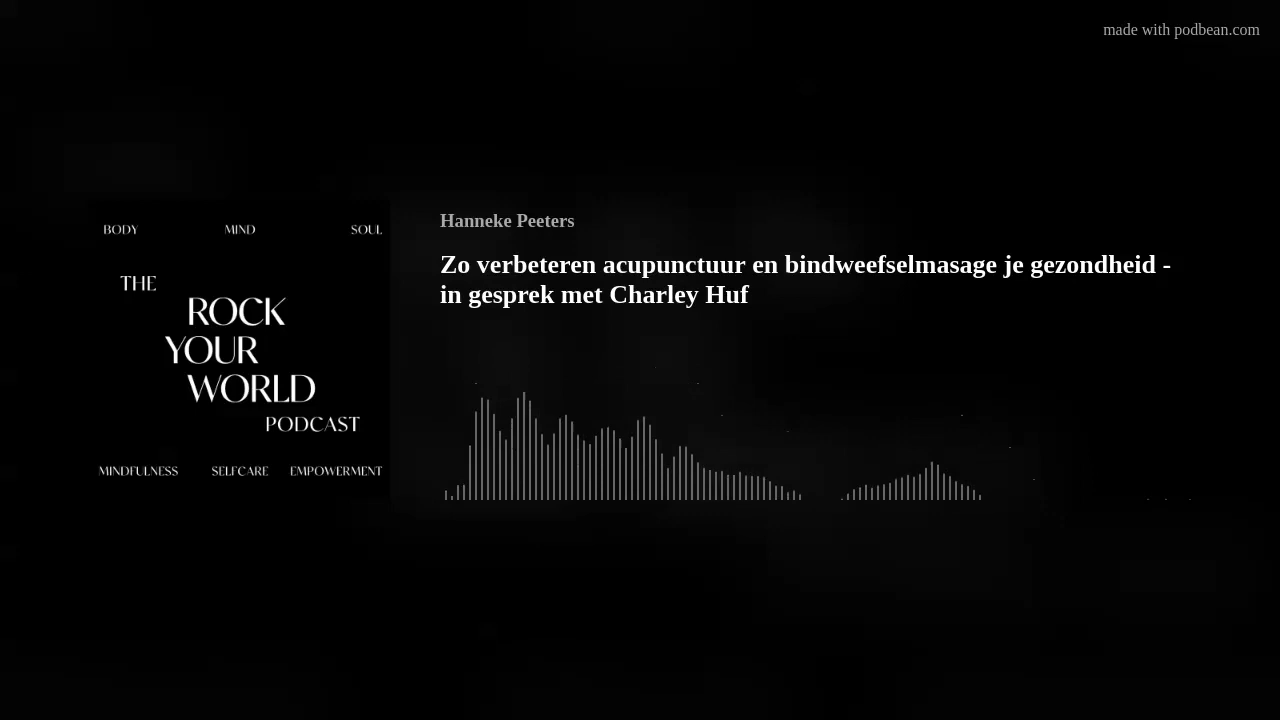 made with podbean.com
BODY MIND SOUL
THE
ROCK
YOUR
WORLD
PODCAST
MINDFULNESS SELFCARE EMPOWERMENT
Hanneke Peeters
Zo verbeteren acupunctuur en bindweefselmasage je gezondheid -
in gesprek met Charley Huf